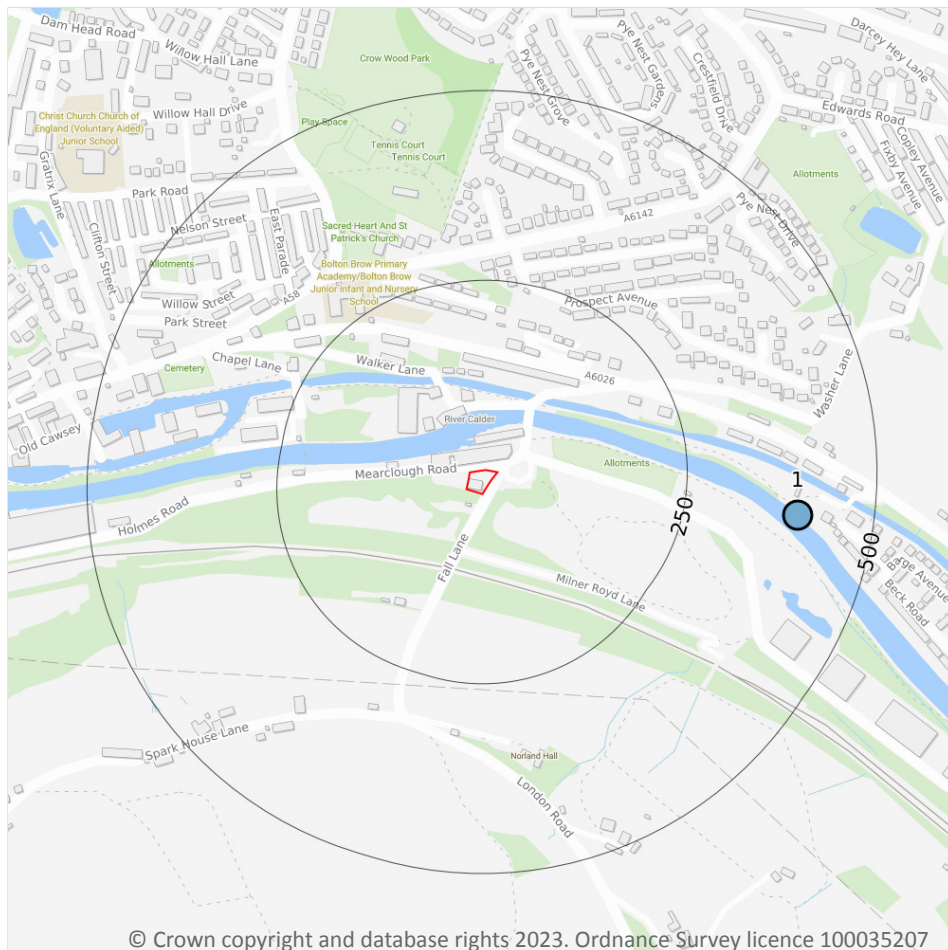 Dam Head Road
Willow Hall Lane
Crow Wood Park
Pye Nest Gardens
Pye Nest Grove
Crestfield Drive
Darcey Hey Lane
Edwards Road
Copley Avenue
Fixby Avenue
Christ Church Church of
England (Voluntary Aided)
Junior School
Willow Hall Drive
Play Space
Tennis Court
Tennis Court
Gratrix Lane
Park Road
Allotments
Clifton Street
Nelson Street
East Parade
Sacred Heart And St
Patrick's Church
A6142
Pye Nest Drive
Allotments
Bolton Brow Primary
Academy/Bolton Brow
Junior Infant and Nursery
School
Willow Street
A58
Park Street
Prospect Avenue
Chapel Lane
Walker Lane
Cemetery
A6026
Washer Lane
Old Cawsey
River Calder
Mearclough Road
Allotments
1
Holmes Road
250
500
Fall Lane
Milner Royd Lane
rge Avenue
Beck Road
Spark House Lane
Norland Hall
London Road
© Crown copyright and database rights 2023. Ordnance Survey licence 100035207